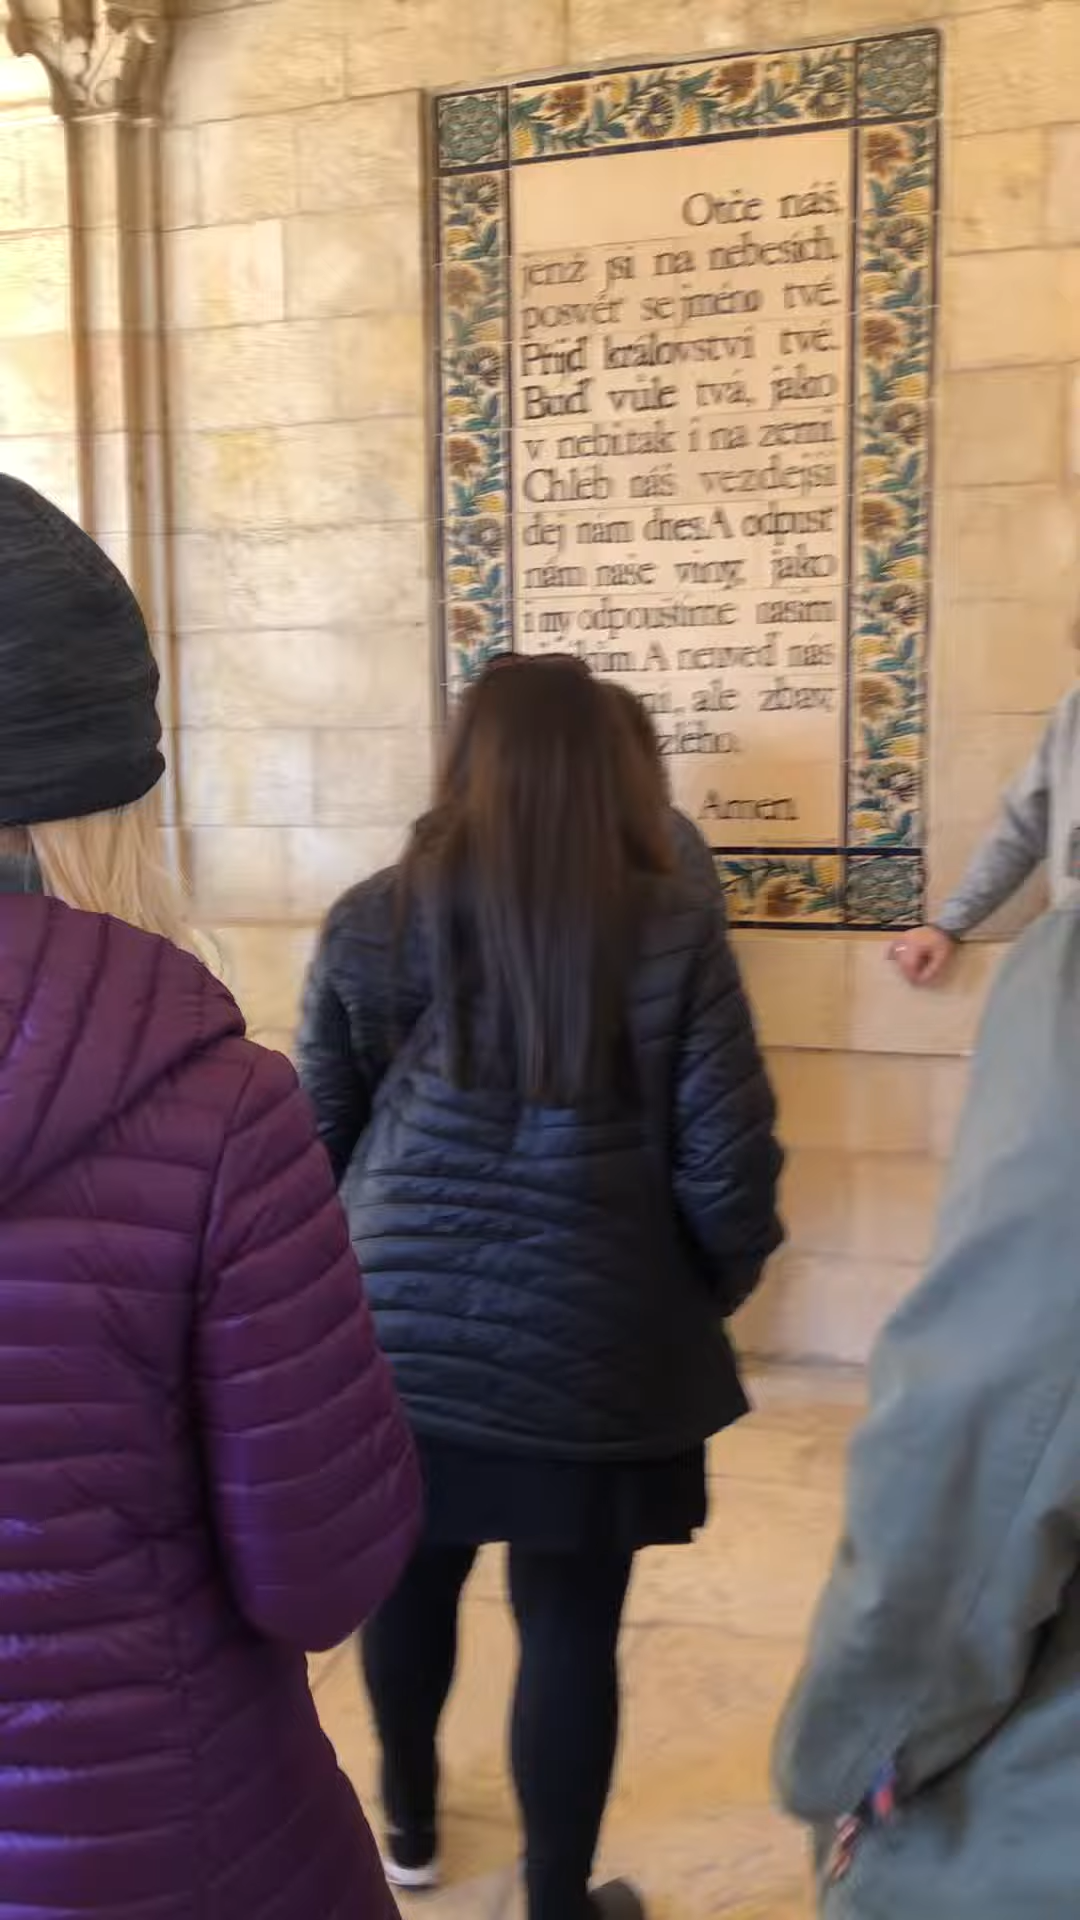 Otče náš,
jenž jsi na nebesích,
posvěť se jméno tvé.
Přijď království tvé.
Buď vůle tvá, jako
v nebi tak i na zemi.
Chléb náš vezdejší
dej nám dnes. A odpusť
nám naše viny, jako
i my odpouštíme našim
A neuveď nás
ale zbav
zlého.
Amen.